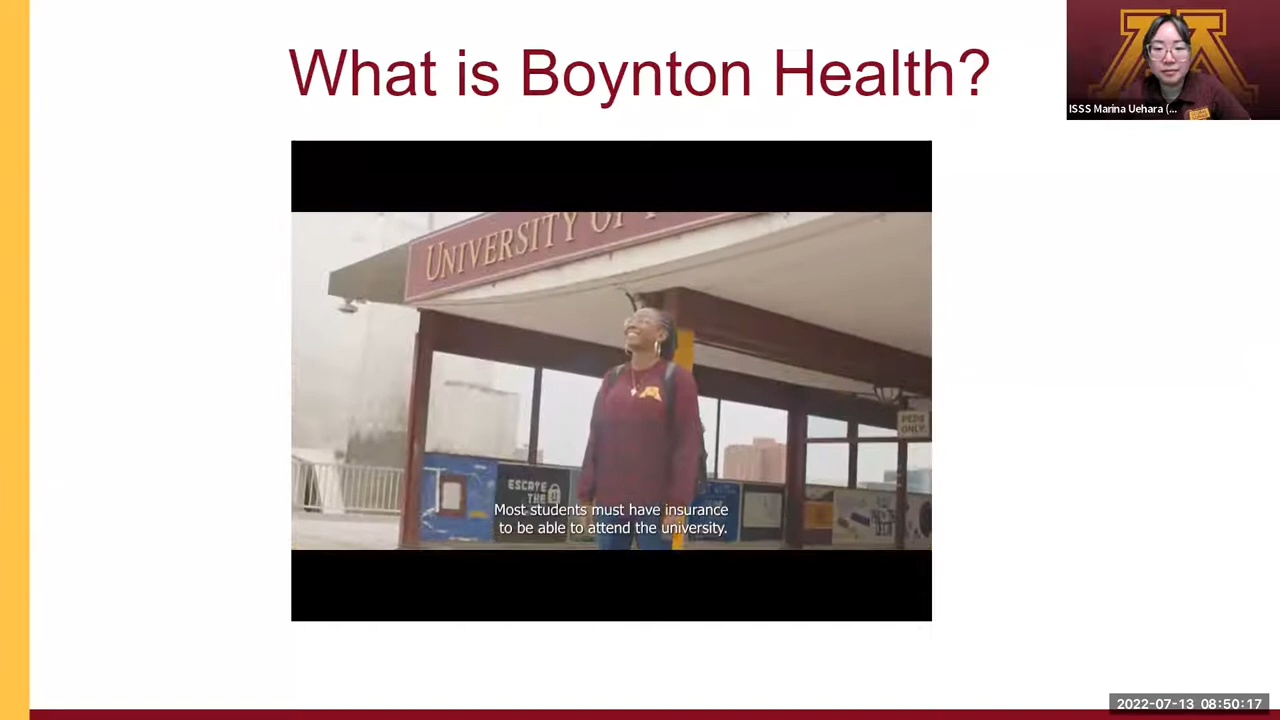 What is Boynton Health?
ISSS Marina Uehara (...
UNIVERSITY OF
PEDS
ONLY.
ESCAPE
THE
Most students must have insurance
to be able to attend the university.
2022-07-13 08:50:17